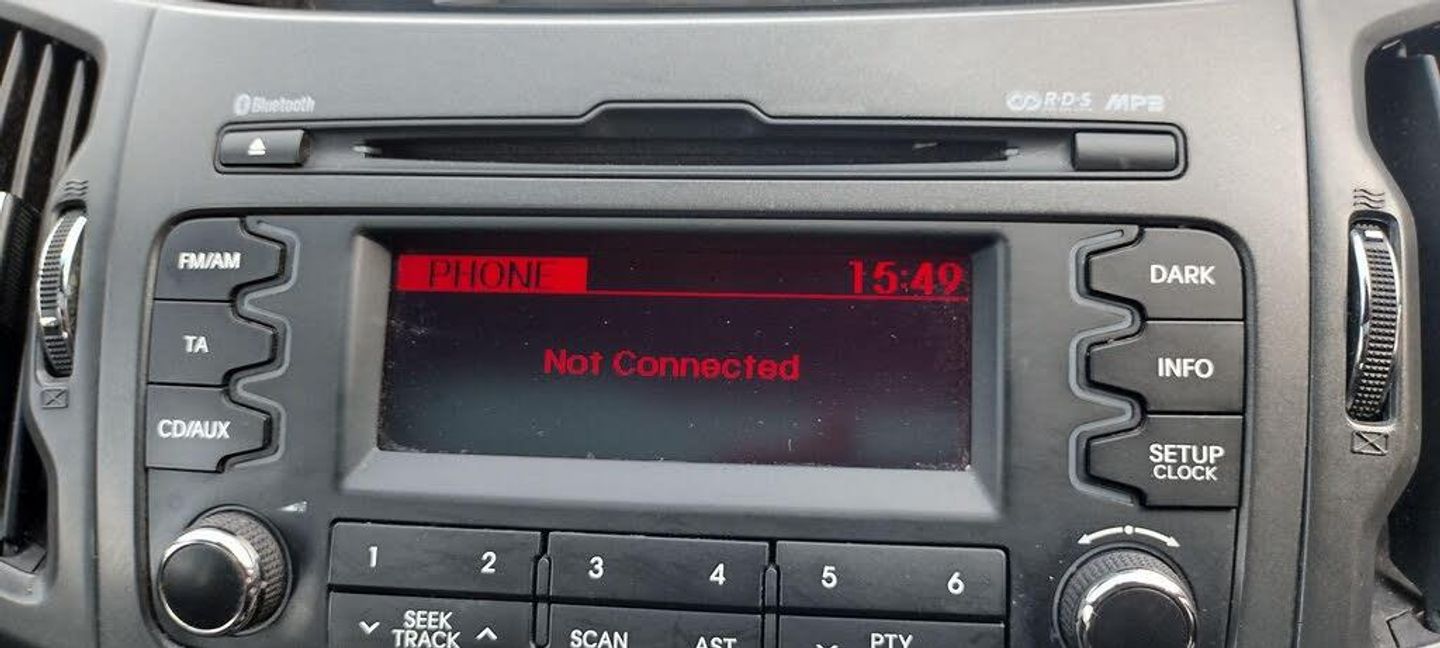 Bluetooth
R·D·S MP3
FM/AM
TA
CD/AUX
PHONE 15:49
Not Connected
DARK
INFO
SETUP
CLOCK
1 2 3 4 5 6
SEEK
TRACK
SCAN
AST
PTY